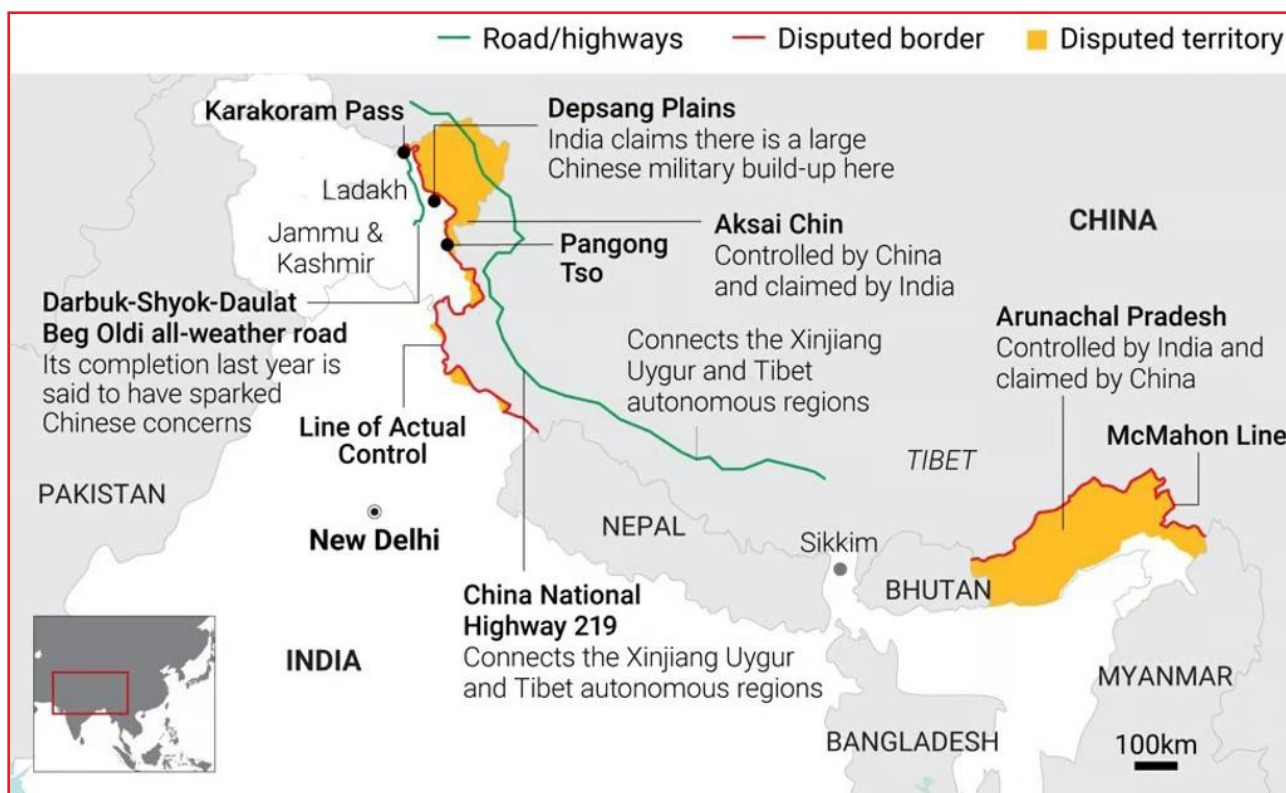 Road/highways
Disputed border
Disputed territory
Karakoram Pass
Depsang Plains
India claims there is a large
Chinese military build-up here
Ladakh
Jammu &
Kashmir
Pangong
Tso
Aksai Chin
Controlled by China
and claimed by India
CHINA
Darbuk-Shyok-Daulat
Beg Oldi all-weather road
Its completion last year is
said to have sparked
Chinese concerns
Connects the Xinjiang
Uygur and Tibet
autonomous regions
Arunachal Pradesh
Controlled by India and
claimed by China
Line of Actual
Control
McMahon Line
TIBET
PAKISTAN
New Delhi
NEPAL
Sikkim
BHUTAN
China National
Highway 219
Connects the Xinjiang Uygur
and Tibet autonomous regions
INDIA
MYANMAR
BANGLADESH
100km